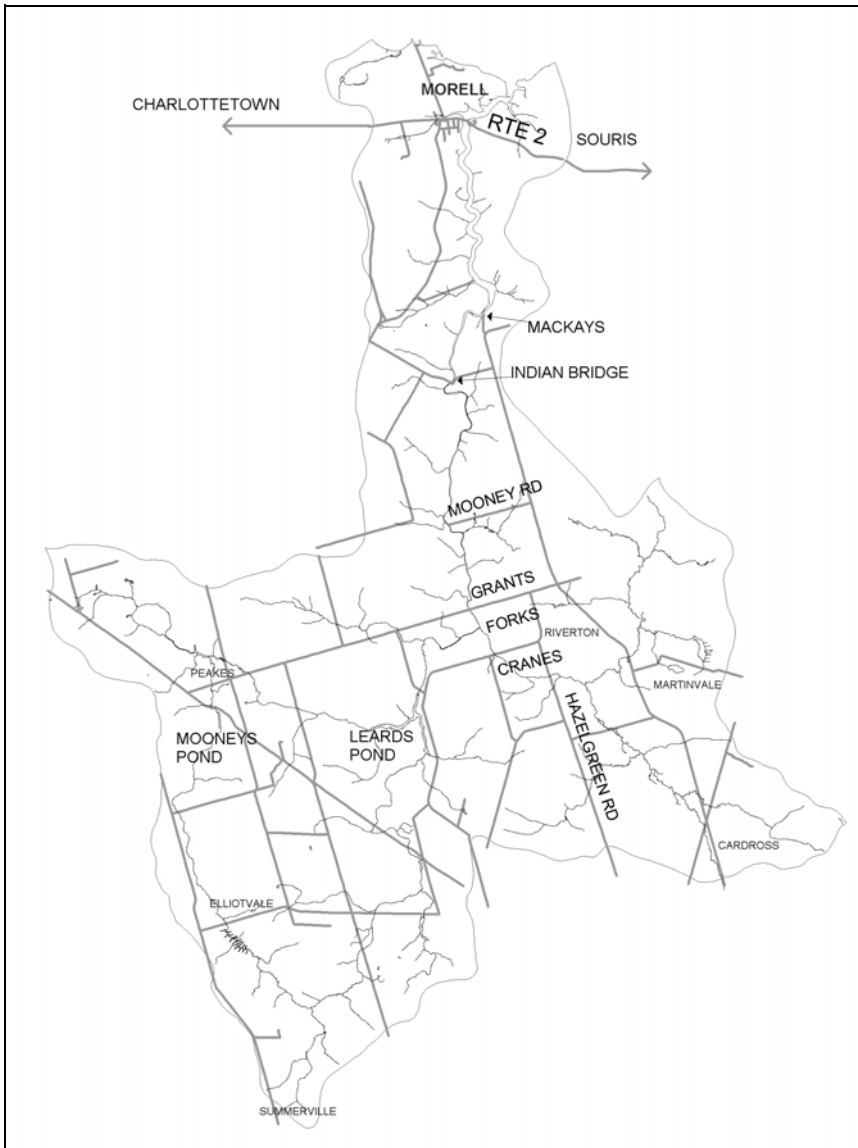 MORELL
CHARLOTTETOWN
RTE 2
SOURIS
MACKAYS
INDIAN BRIDGE
MOONEY RD
GRANTS
FORKS
RIVERTON
CRANES
PEAKES
MARTINVALE
MOONEYS
POND
LEARDS
POND
HAZELGREEN RD
CARDROSS
ELLIOTVALE
SUMMERVILLE